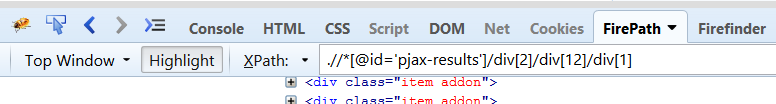 Console HTML CSS Script DOM Net Cookies FirePath Firefinder
Top Window Highlight XPath: .//*[@id='pjax-results']/div[2]/div[12]/div[1]
<div class="item addon">
<div class="item addon">